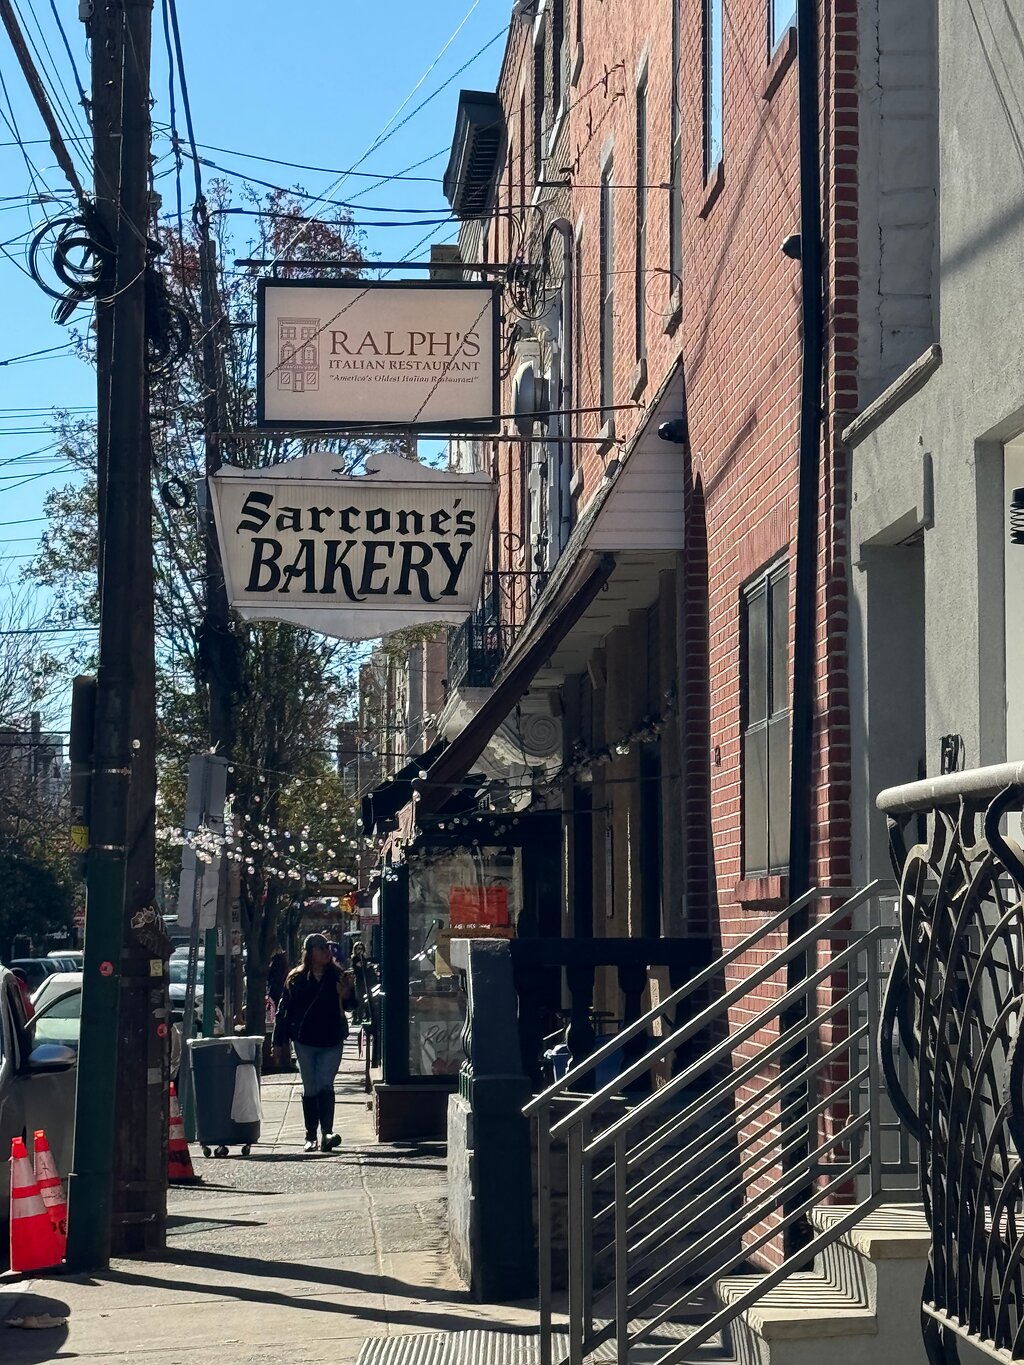 RALPH'S
ITALIAN RESTAURANT
"America's Oldest Italian Restaurant"
Sarcone's
BAKERY